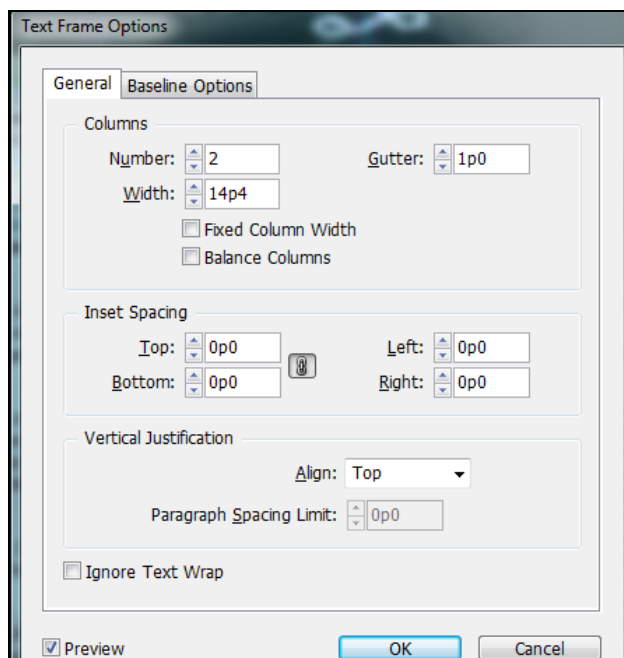 Text Frame Options
General Baseline Options
Columns
Number: 2 Gutter: 1p0
Width: 14p4
Fixed Column Width
Balance Columns
Inset Spacing
Top: 0p0 Left: 0p0
Bottom: 0p0 Right: 0p0
Vertical Justification
Align: Top
Paragraph Spacing Limit: 0p0
Ignore Text Wrap
Preview OK Cancel